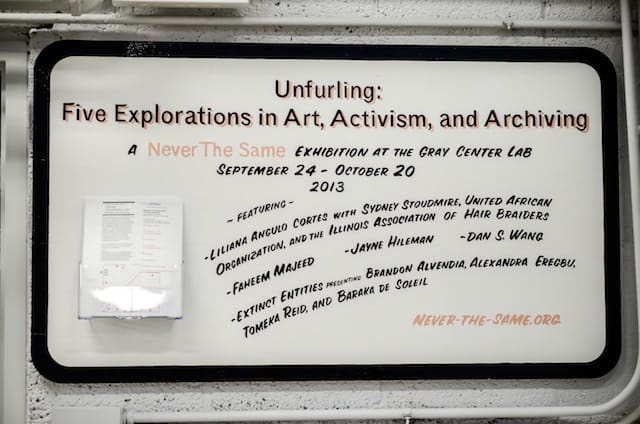 Unfurling:
Five Explorations in Art, Activism, and Archiving
A NeverThe Same EXHIBITION AT THE GRAY CENTER LAB
SEPTEMBER 24 - OCTOBER 20
2013
- FEATURING -
-LILIANA ANGULO CORTES WITH SYDNEY STOUDMIRE, UNITED AFRICAN
ORGANIZATION, AND THE ILLINOIS ASSOCIATION OF HAIR BRAIDERS
-FAHEEM MAJEED -JAYNE HILEMAN -DAN S. WANG
-EXTINCT ENTITIES PRESENTING BRANDON ALVENDIA, ALEXANDRA EREGBU,
TOMEKA REID, AND BARAKA DE SOLEIL
NEVER-THE-SAME.ORG